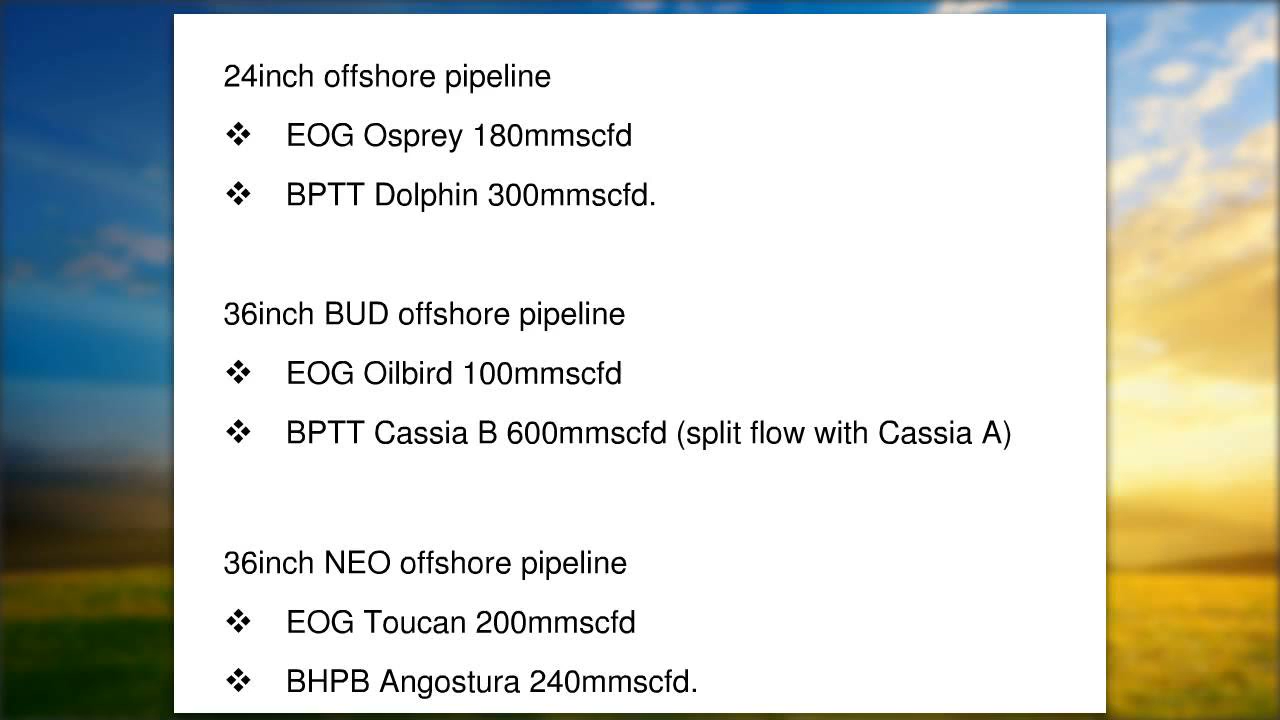 24inch offshore pipeline
❖ EOG Osprey 180mmscfd
❖ BPTT Dolphin 300mmscfd.
36inch BUD offshore pipeline
❖ EOG Oilbird 100mmscfd
❖ BPTT Cassia B 600mmscfd (split flow with Cassia A)
36inch NEO offshore pipeline
❖ EOG Toucan 200mmscfd
❖ BHPB Angostura 240mmscfd.